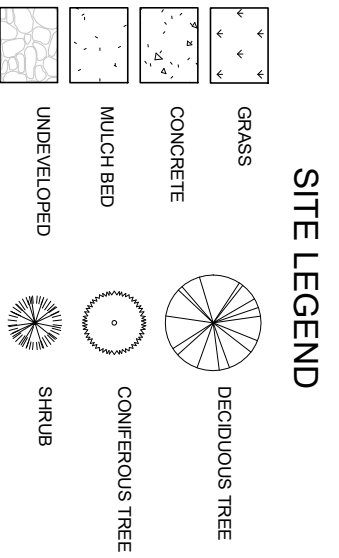 SITE LEGEND
GRASS
CONCRETE
MULCH BED
UNDEVELOPED
DECIDUOUS TREE
CONIFEROUS TREE
SHRUB